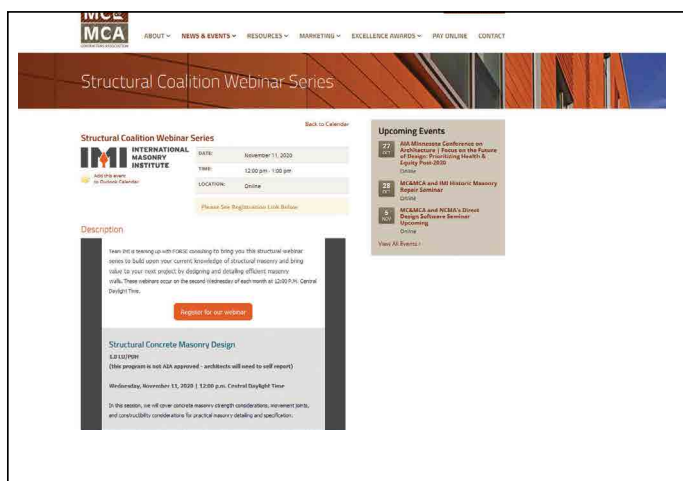 MCA
ABOUT
NEWS & EVENTS
RESOURCES
MARKETING
EXCELLENCE AWARDS
PAY ONLINE
CONTACT
Structural Coalition Webinar Series
Back to Calendar
Structural Coalition Webinar Series
IMI INTERNATIONAL
MASONRY
INSTITUTE
Add this event
to Outlook Calendar
DATE: November 11, 2020
TIME: 12:00 pm - 1:00 pm
LOCATION: Online
Please See Registration Link Below
Description
Team IMI is teaming up with FORSE consulting to bring you this structural webinar
series to build upon your current knowledge of structural masonry and bring
value to your next project by designing and detailing efficient masonry
walls. These webinars occur on the second Wednesday of each month at 12:00 P.M. Central
Daylight Time.
Register for our webinar
Structural Concrete Masonry Design
1.0 LU/PDH
(this program is not AIA approved - architects will need to self report)
Wednesday, November 11, 2020 | 12:00 p.m. Central Daylight Time
In this session, we will cover concrete masonry strength considerations, movement joints,
and constructibility considerations for practical masonry detailing and specification.
Upcoming Events
27
OCT
AIA Minnesota Conference on
Architecture | Focus on the Future
of Design: Prioritizing Health &
Equity Post-2020
Online
28
OCT
MC&MCA and IMI Historic Masonry
Repair Seminar
Online
5
NOV
MC&MCA and NCMA's Direct
Design Software Seminar
Upcoming
Online
View All Events ›